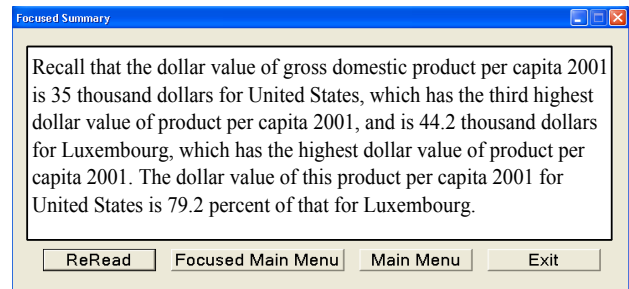 Focused Summary
Recall that the dollar value of gross domestic product per capita 2001
is 35 thousand dollars for United States, which has the third highest
dollar value of product per capita 2001, and is 44.2 thousand dollars
for Luxembourg, which has the highest dollar value of product per
capita 2001. The dollar value of this product per capita 2001 for
United States is 79.2 percent of that for Luxembourg.
ReRead Focused Main Menu Main Menu Exit